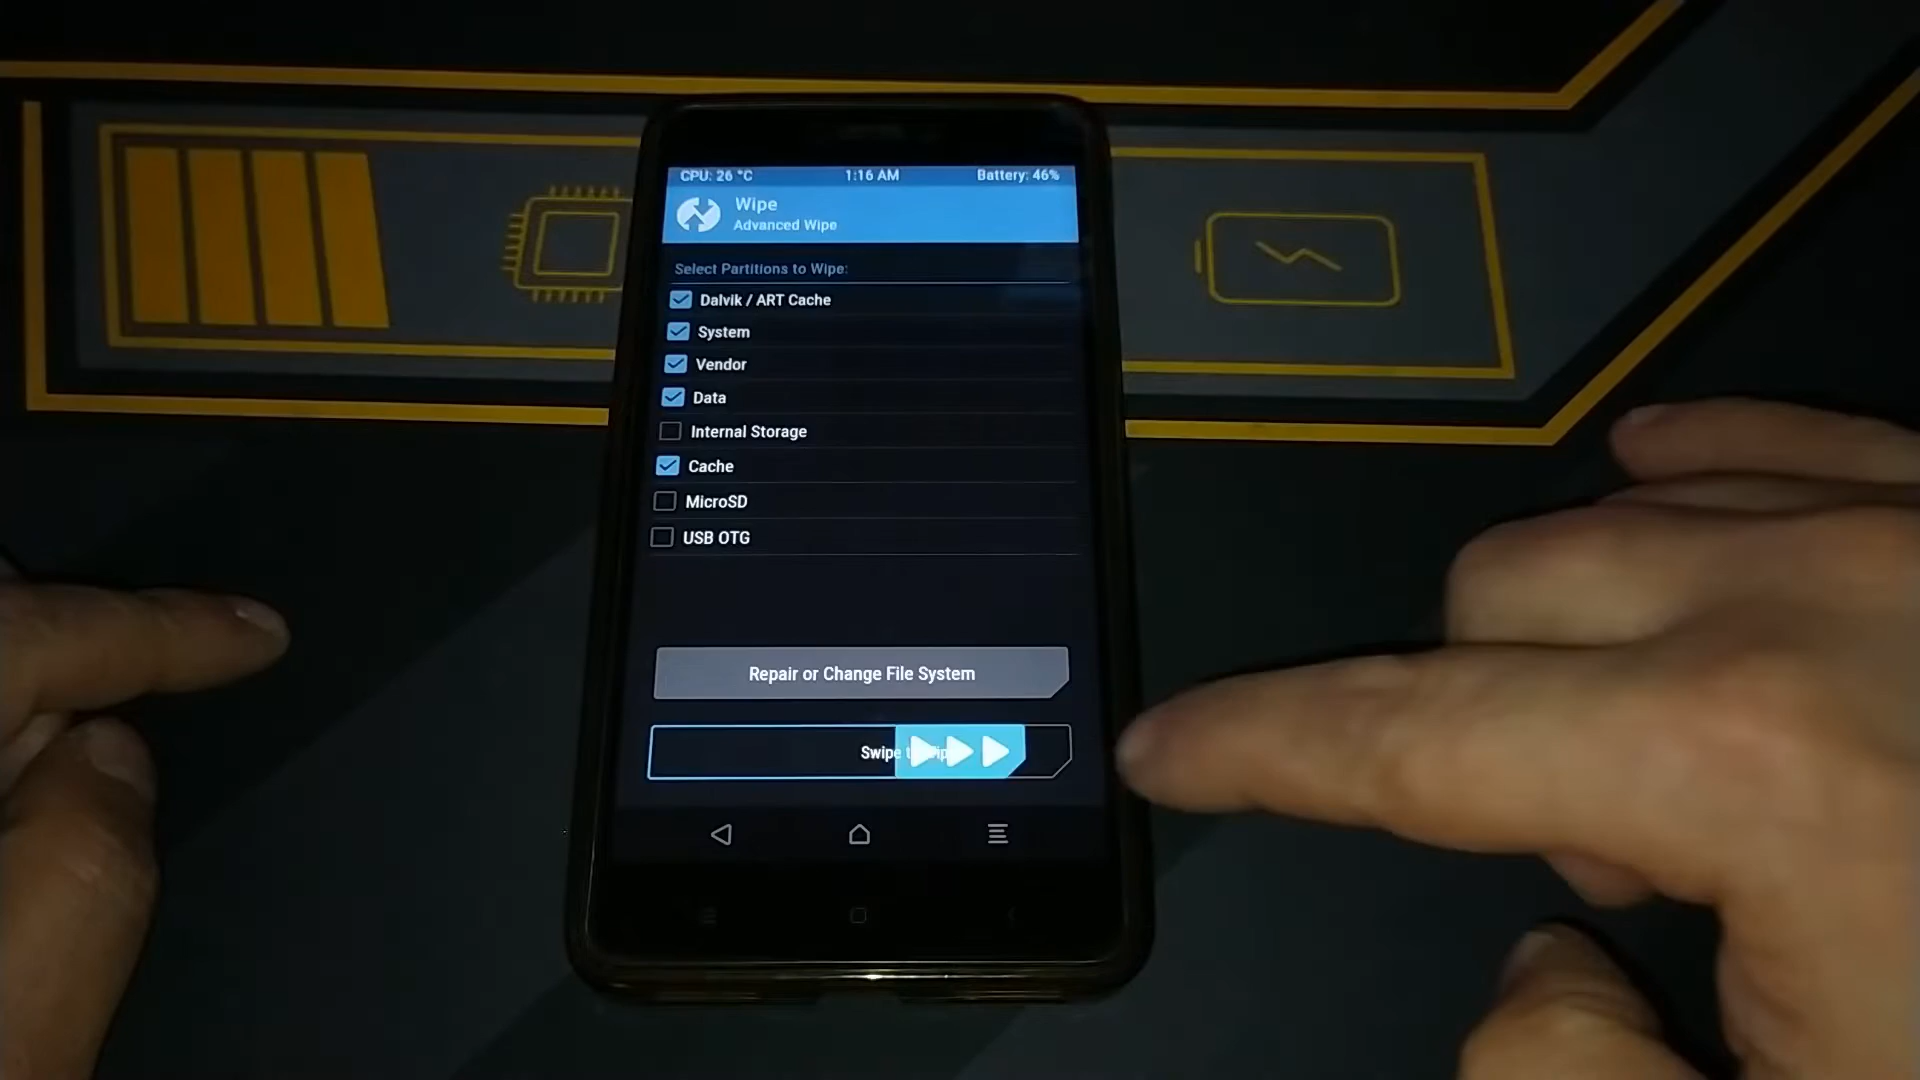 CPU: 26 °C 1:16 AM Battery: 46%
Wipe
Advanced Wipe
Select Partitions to Wipe:
Dalvik / ART Cache
System
Vendor
Data
Internal Storage
Cache
MicroSD
USB OTG
Repair or Change File System
Swipe